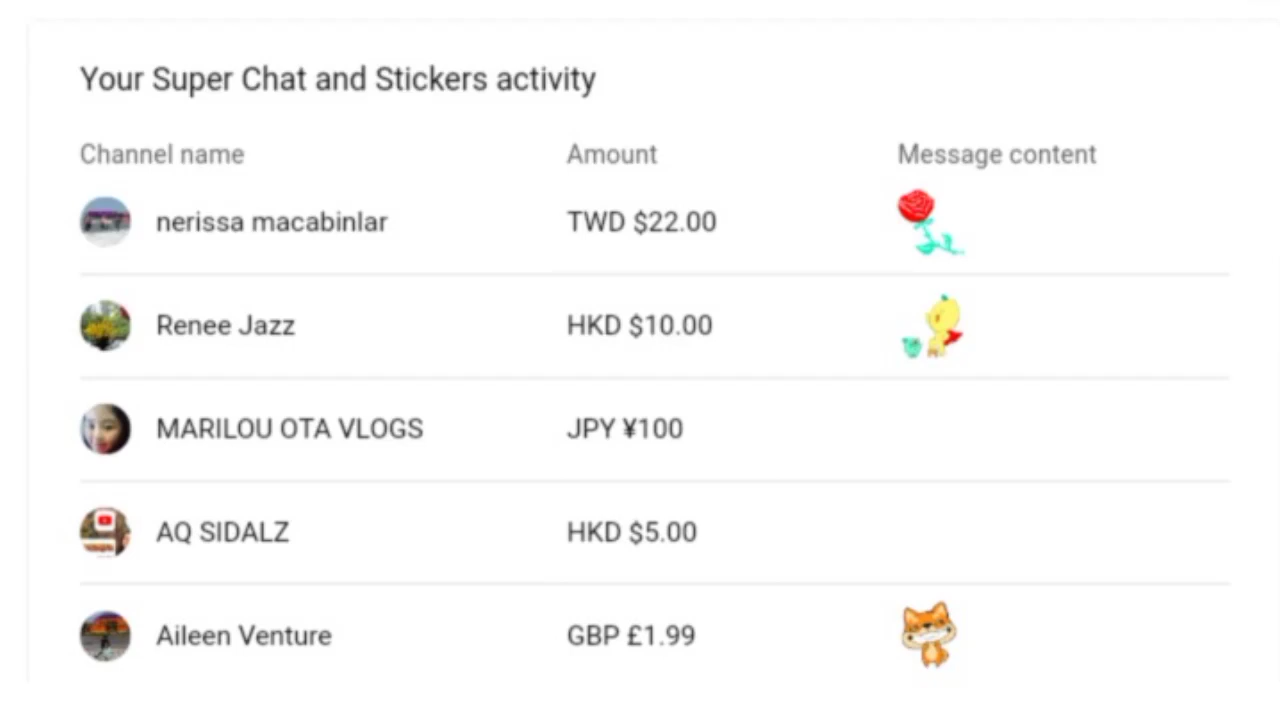 Your Super Chat and Stickers activity
Channel name Amount Message content
nerissa macabinlar TWD $22.00
Renee Jazz HKD $10.00
MARILOU OTA VLOGS JPY ¥100
AQ SIDALZ HKD $5.00
Aileen Venture GBP £1.99